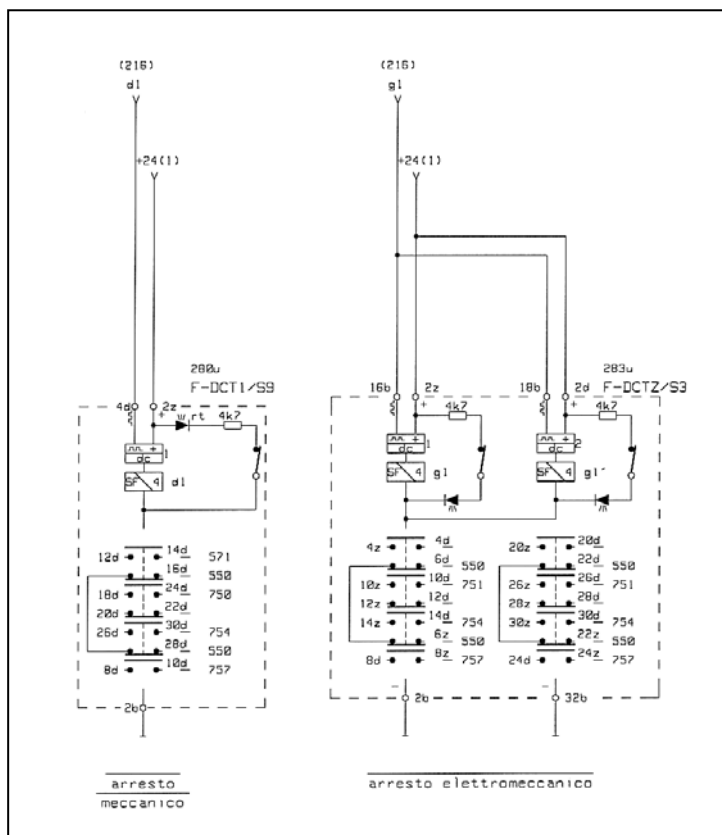 (216) (216)
d1 g1
+24(1) +24(1)
280u 283u
F-DCT1/S9 F-DCTZ/S3
4d 2z 16b 2z 18b 2d
+ + +
rt 4k7 4k7 4k7
+ 1 + 1 + 2
dc dc dc
SF 4 d1 SF 4 g1 SF 4 g1'
12d 14d 571 4z 4d 20z 20d
16d 550 6d 550 22d 550
18d 24d 750 10z 10d 751 26z 26d 751
20d 22d 12z 12d 28z 28d
26d 30d 754 14z 14d 754 30z 30d 754
28d 550 6z 550 22z 550
8d 10d 757 8d 8z 757 24d 24z 757
2b - 2b - 32b
arresto arresto elettromeccanico
meccanico